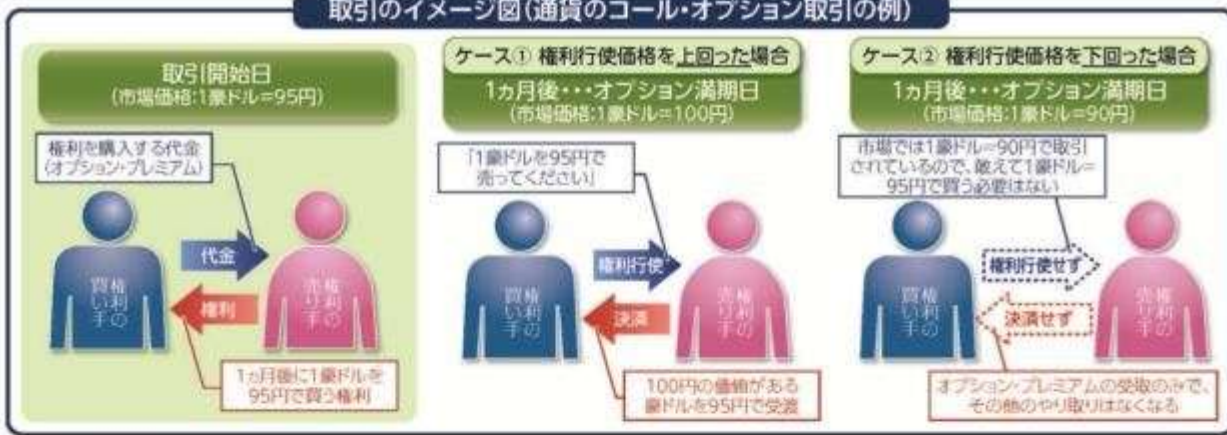 取引のイメージ図(通貨のコール・オプション取引の例)
取引開始日
(市場価格:1豪ドル=95円)
権利を購入する代金
(オプション・プレミアム)
代金
権利
権利の
買い手
権利の
売り手
1ヵ月後に1豪ドルを
95円で買う権利
ケース① 権利行使価格を上回った場合
1ヵ月後・・・オプション満期日
(市場価格:1豪ドル=100円)
「1豪ドルを95円で
売ってください」
権利行使
決済
権利の
買い手
権利の
売り手
100円の価値がある
豪ドルを95円で受渡
ケース② 権利行使価格を下回った場合
1ヵ月後・・・オプション満期日
(市場価格:1豪ドル=90円)
市場では1豪ドル=90円で取引
されているので、敢えて1豪ドル=
95円で買う必要はない
権利行使せず
決済せず
権利の
買い手
権利の
売り手
オプション・プレミアムの受取のみで、
その他のやり取りはなくなる